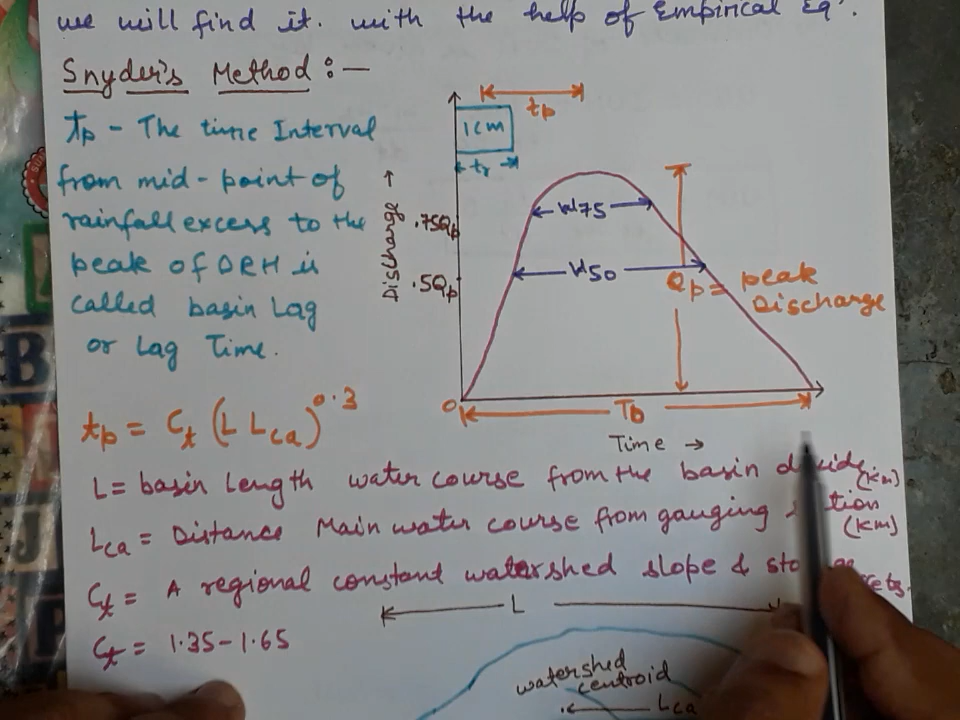 we will find it. with the help of Empirical Eqⁿ.
Snyder's Method :-
tp - The time Interval
from mid-point of
rainfall excess to the
peak of DRH is
called basin Lag
or Lag Time.
tp
1cm
tr
Discharge →
.75Qp
.5Qp
W75
W50
Qp = peak
Discharge
0
Tb
Time →
tp = Ct (L Lca)^0.3
L = basin Length water course from the basin divide (km)
Lca = Distance Main water course from gauging (km)
Ct = A regional constant watershed slope &
Ct = 1.35-1.65
L
watershed
centroid
Lca